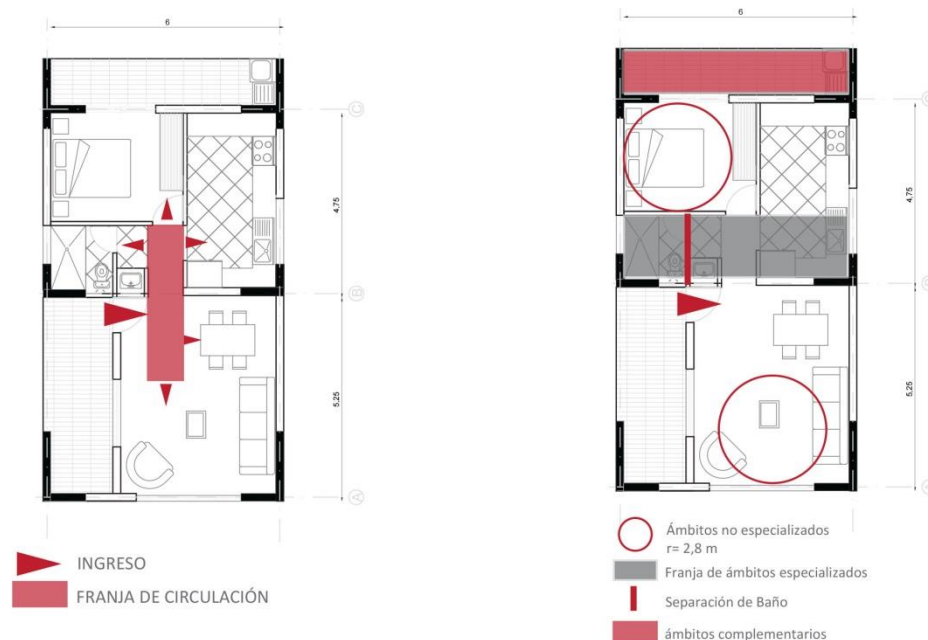 6
C
4,75
B
5,25
A
INGRESO
FRANJA DE CIRCULACIÓN
6
C
4,75
5,25
Ámbitos no especializados
r= 2,8 m
Franja de ámbitos especializados
Separación de Baño
ámbitos complementarios